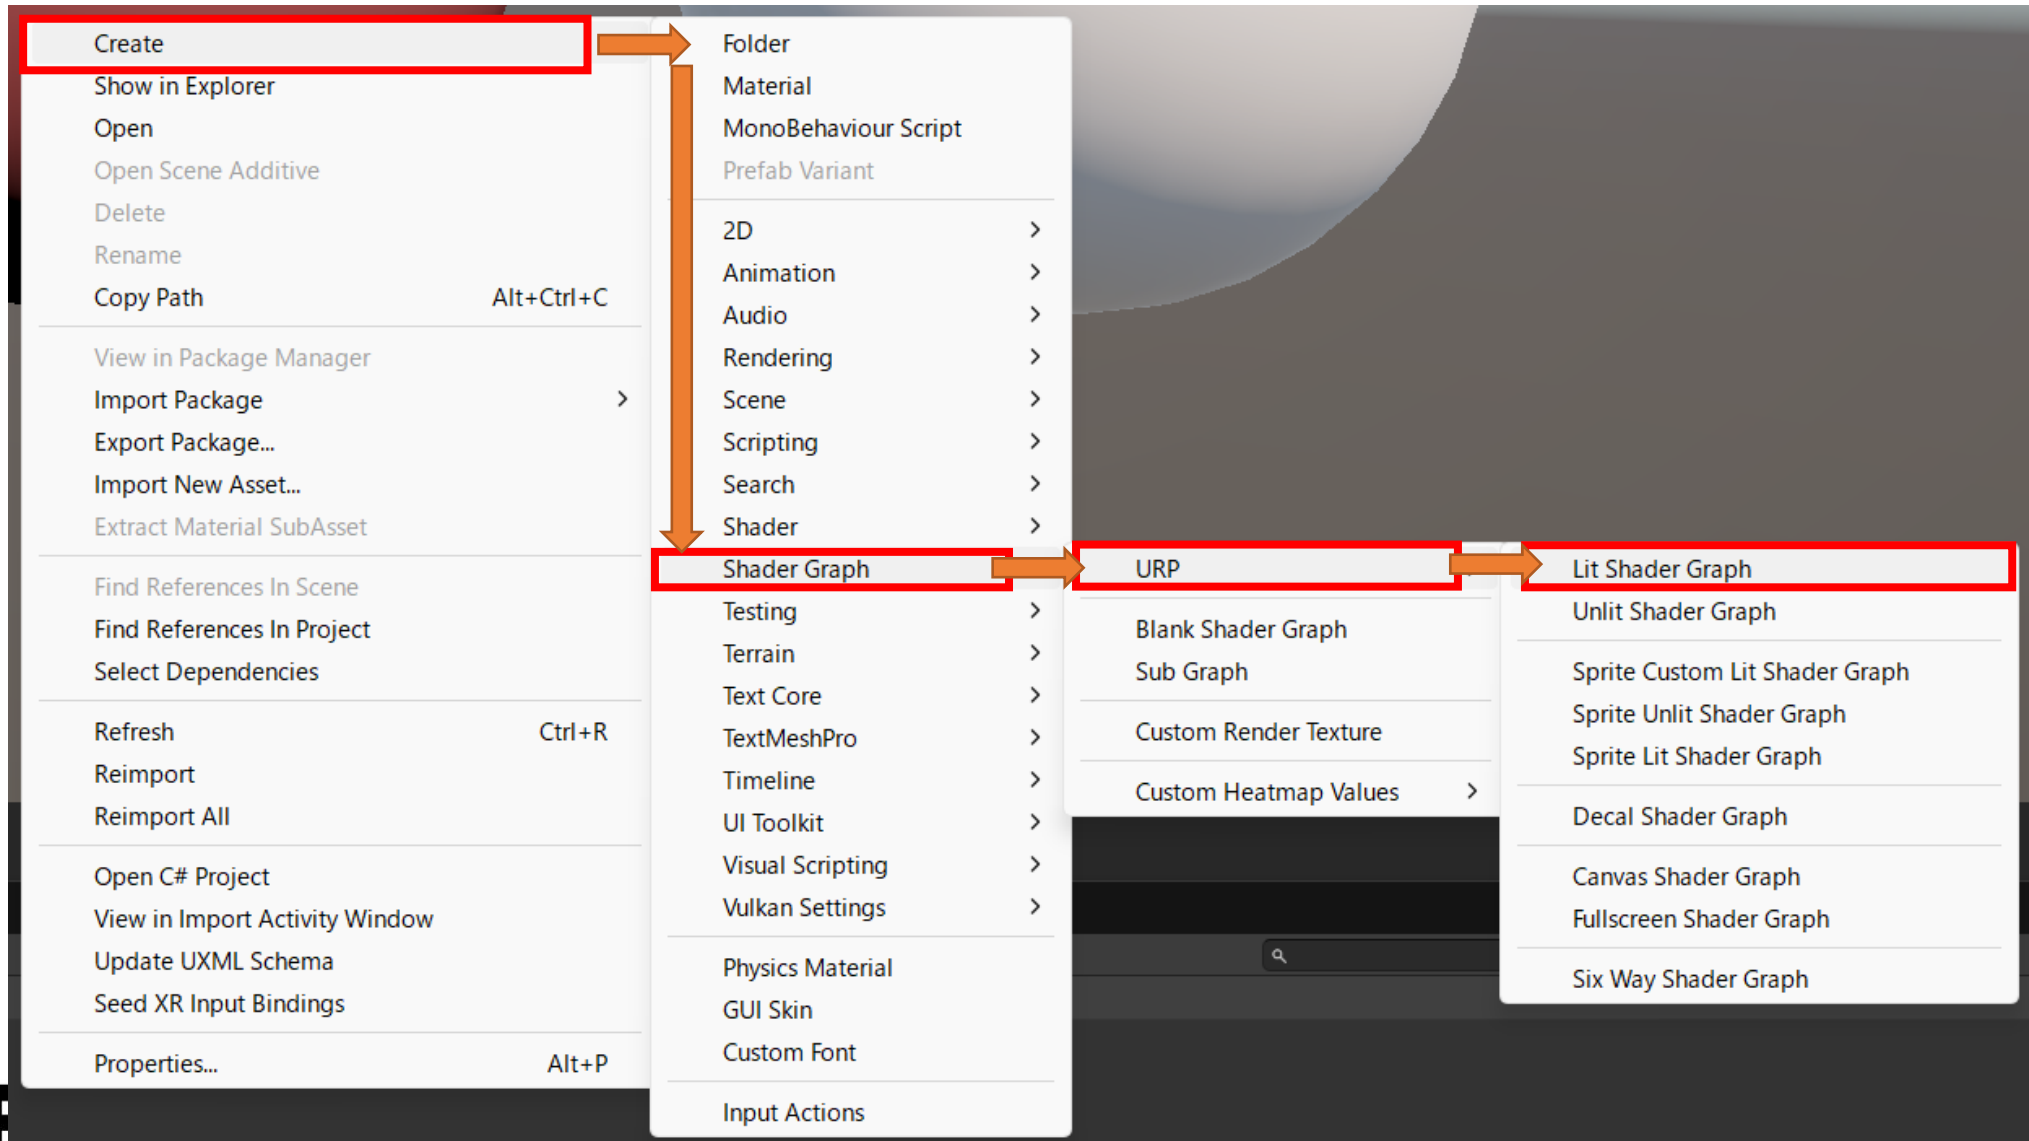 Create
Show in Explorer
Open
Open Scene Additive
Delete
Rename
Copy Path Alt+Ctrl+C
View in Package Manager
Import Package
Export Package...
Import New Asset...
Extract Material SubAsset
Find References In Scene
Find References In Project
Select Dependencies
Refresh Ctrl+R
Reimport
Reimport All
Open C# Project
View in Import Activity Window
Update UXML Schema
Seed XR Input Bindings
Properties... Alt+P
Folder
Material
MonoBehaviour Script
Prefab Variant
2D
Animation
Audio
Rendering
Scene
Scripting
Search
Shader
Shader Graph
Testing
Terrain
Text Core
TextMeshPro
Timeline
UI Toolkit
Visual Scripting
Vulkan Settings
Physics Material
GUI Skin
Custom Font
Input Actions
URP
Blank Shader Graph
Sub Graph
Custom Render Texture
Custom Heatmap Values
Lit Shader Graph
Unlit Shader Graph
Sprite Custom Lit Shader Graph
Sprite Unlit Shader Graph
Sprite Lit Shader Graph
Decal Shader Graph
Canvas Shader Graph
Fullscreen Shader Graph
Six Way Shader Graph